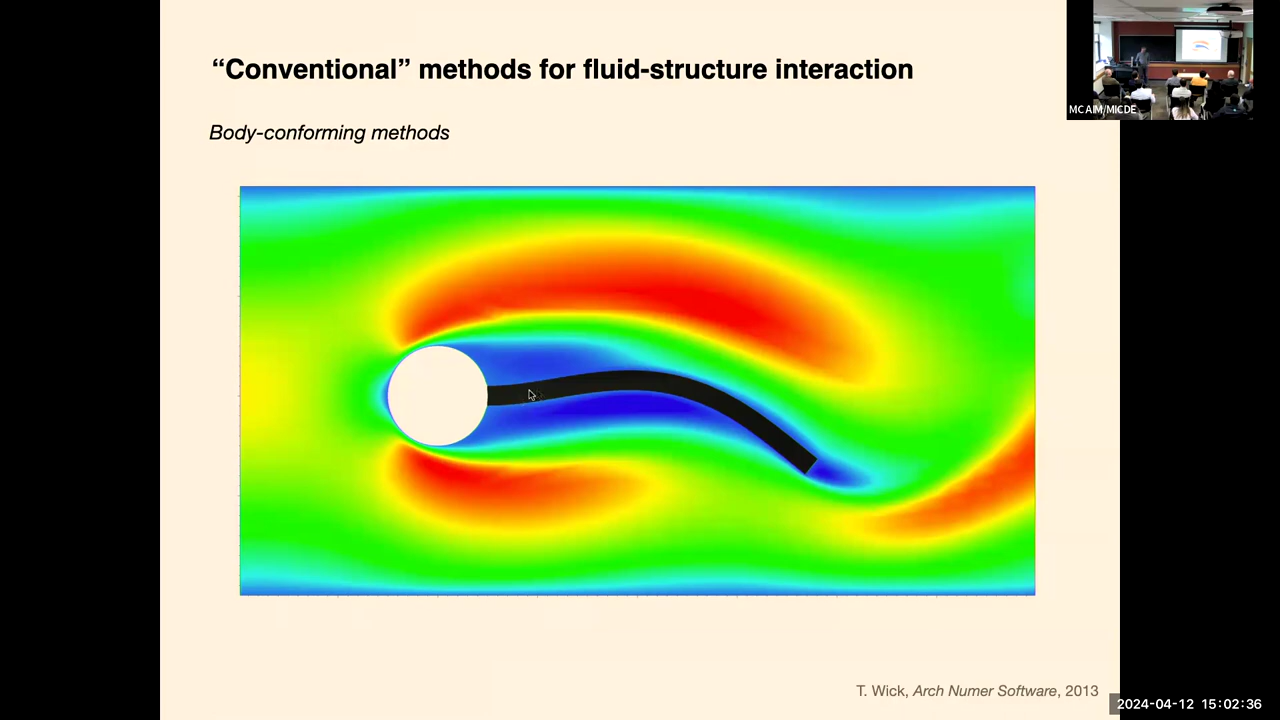 “Conventional” methods for fluid-structure interaction
MCAIM/MICDE
Body-conforming methods
T. Wick, Arch Numer Software, 2013
2024-04-12 15:02:36